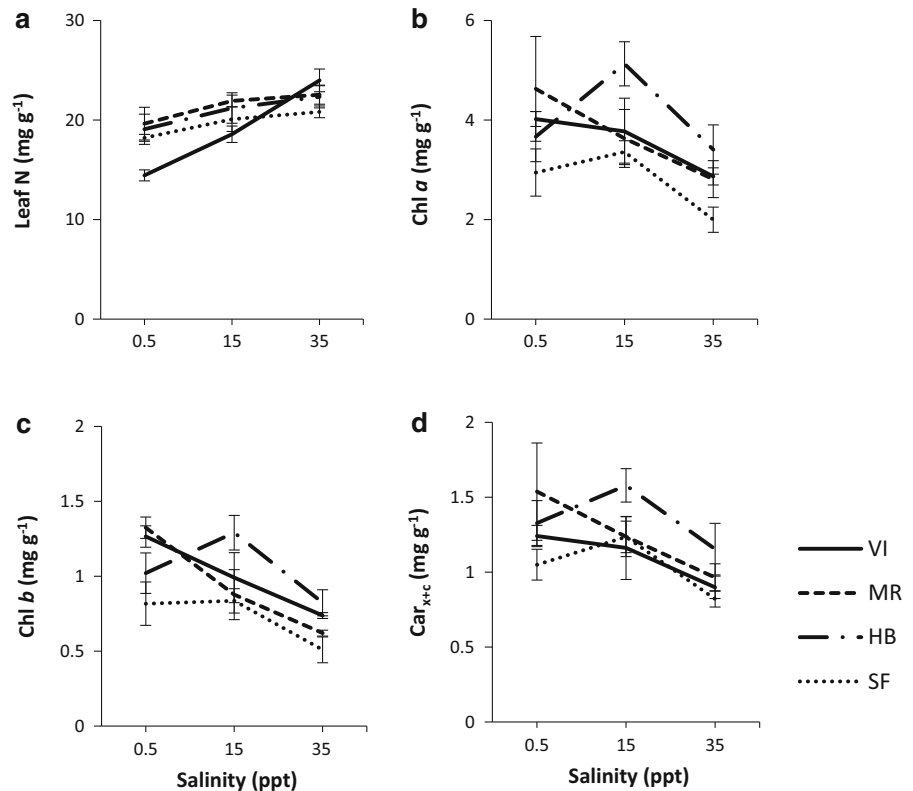 a
30
20
10
0
Leaf N (mg g⁻¹)
0.5 15 35
b
6
4
2
0
Chl a (mg g⁻¹)
0.5 15 35
c
2
1.5
1
0.5
0
Chl b (mg g⁻¹)
0.5 15 35
Salinity (ppt)
d
2
1.5
1
0.5
0
Carₓ₊c (mg g⁻¹)
0.5 15 35
Salinity (ppt)
VI
MR
HB
SF